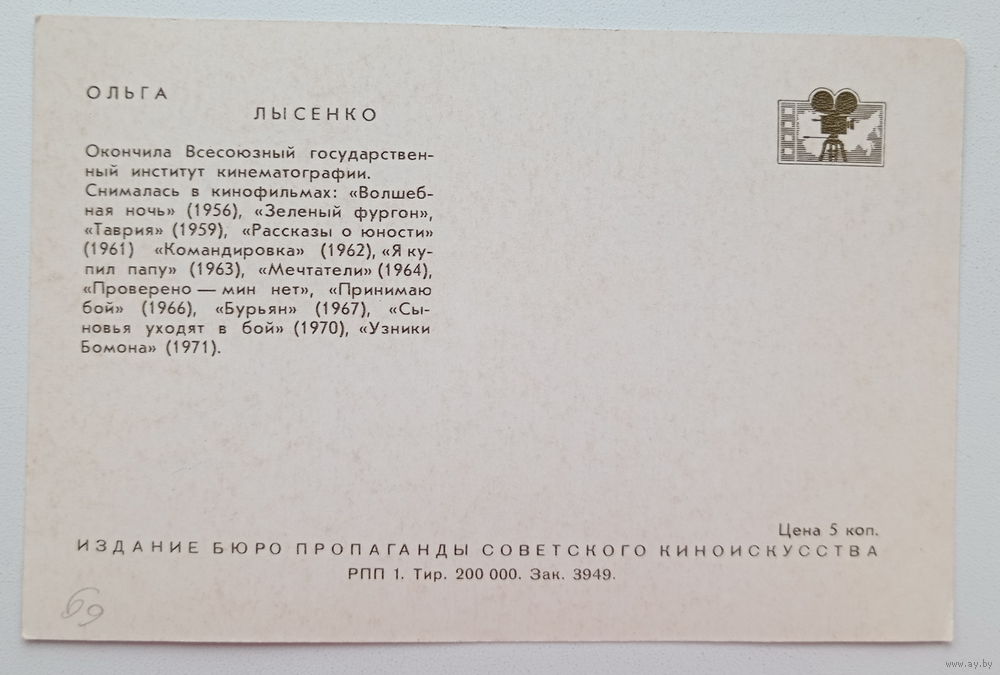 ОЛЬГА
ЛЫСЕНКО
Окончила Всесоюзный государствен-
ный институт кинематографии.
Снималась в кинофильмах: «Волшеб-
ная ночь» (1956), «Зеленый фургон»,
«Таврия» (1959), «Рассказы о юности»
(1961) «Командировка» (1962), «Я ку-
пил папу» (1963), «Мечтатели» (1964),
«Проверено — мин нет», «Принимаю
бой» (1966), «Бурьян» (1967), «Сы-
новья уходят в бой» (1970), «Узники
Бомона» (1971).
Цена 5 коп.
ИЗДАНИЕ БЮРО ПРОПАГАНДЫ СОВЕТСКОГО КИНОИСКУССТВА
РПП 1. Тир. 200 000. Зак. 3949.
69
www.ay.by